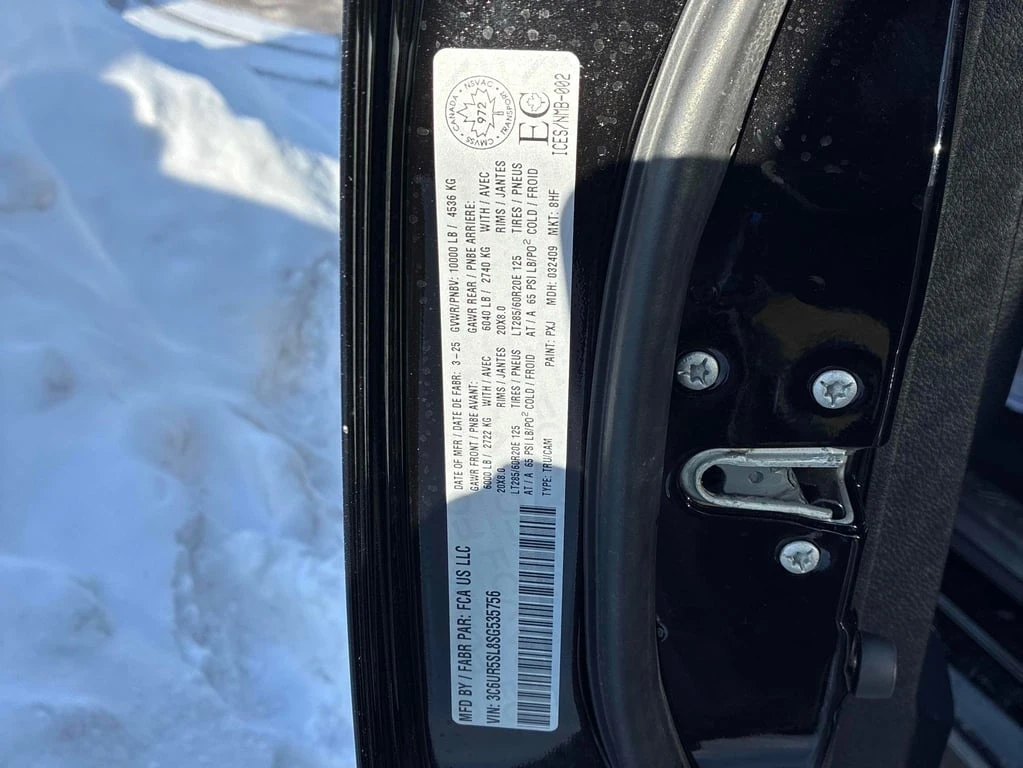 MFD BY / FABR PAR: FCA US LLC
DATE OF MFR / DATE DE FABR: 3-25 GVWR/PNBV: 10000 LB / 4536 KG
GAWR FRONT / PNBE AVANT: GAWR REAR / PNBE ARRIERE:
6000 LB / 2722 KG WITH / AVEC 6040 LB / 2740 KG WITH / AVEC
20X8.0 RIMS / JANTES 20X8.0 RIMS / JANTES
LT285/60R20E 125 TIRES / PNEUS LT285/60R20E 125 TIRES / PNEUS
AT / A 65 PSI LB/PO² COLD / FROID AT / A 65 PSI LB/PO² COLD / FROID
TYPE: TRU/CAM PAINT: PXJ MDH: 032409 MKT: 8HF
VIN: 3C6UR5SL8SG535756
CANADA • NSVAC • TRANSPORT • CMVSS
972
EC
ICES/NMB-002